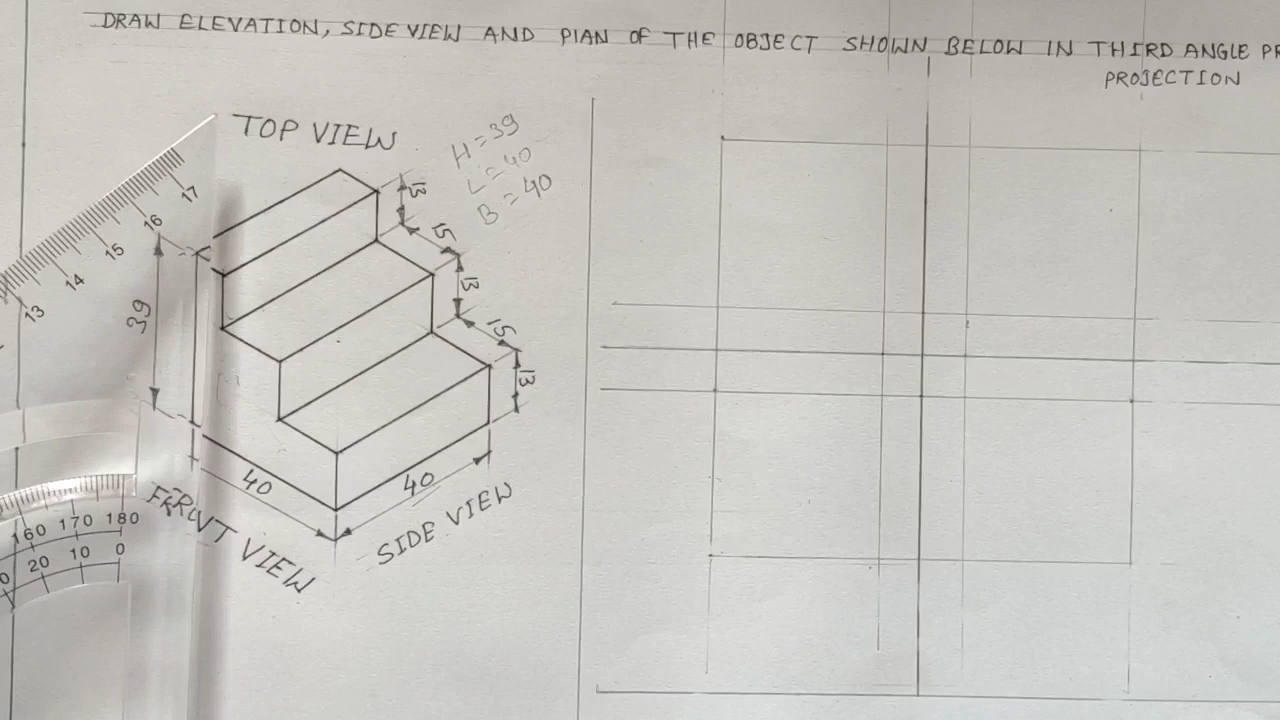 DRAW ELEVATION, SIDE VIEW AND PLAN OF THE OBJECT SHOWN BELOW IN THIRD ANGLE PR
PROJECTION
TOP VIEW
H = 39
L = 40
B = 40
13
15
13
15
13
39
40
40
FRONT VIEW
SIDE VIEW
17
16
15
14
13
160 170 180
0 20 10 0